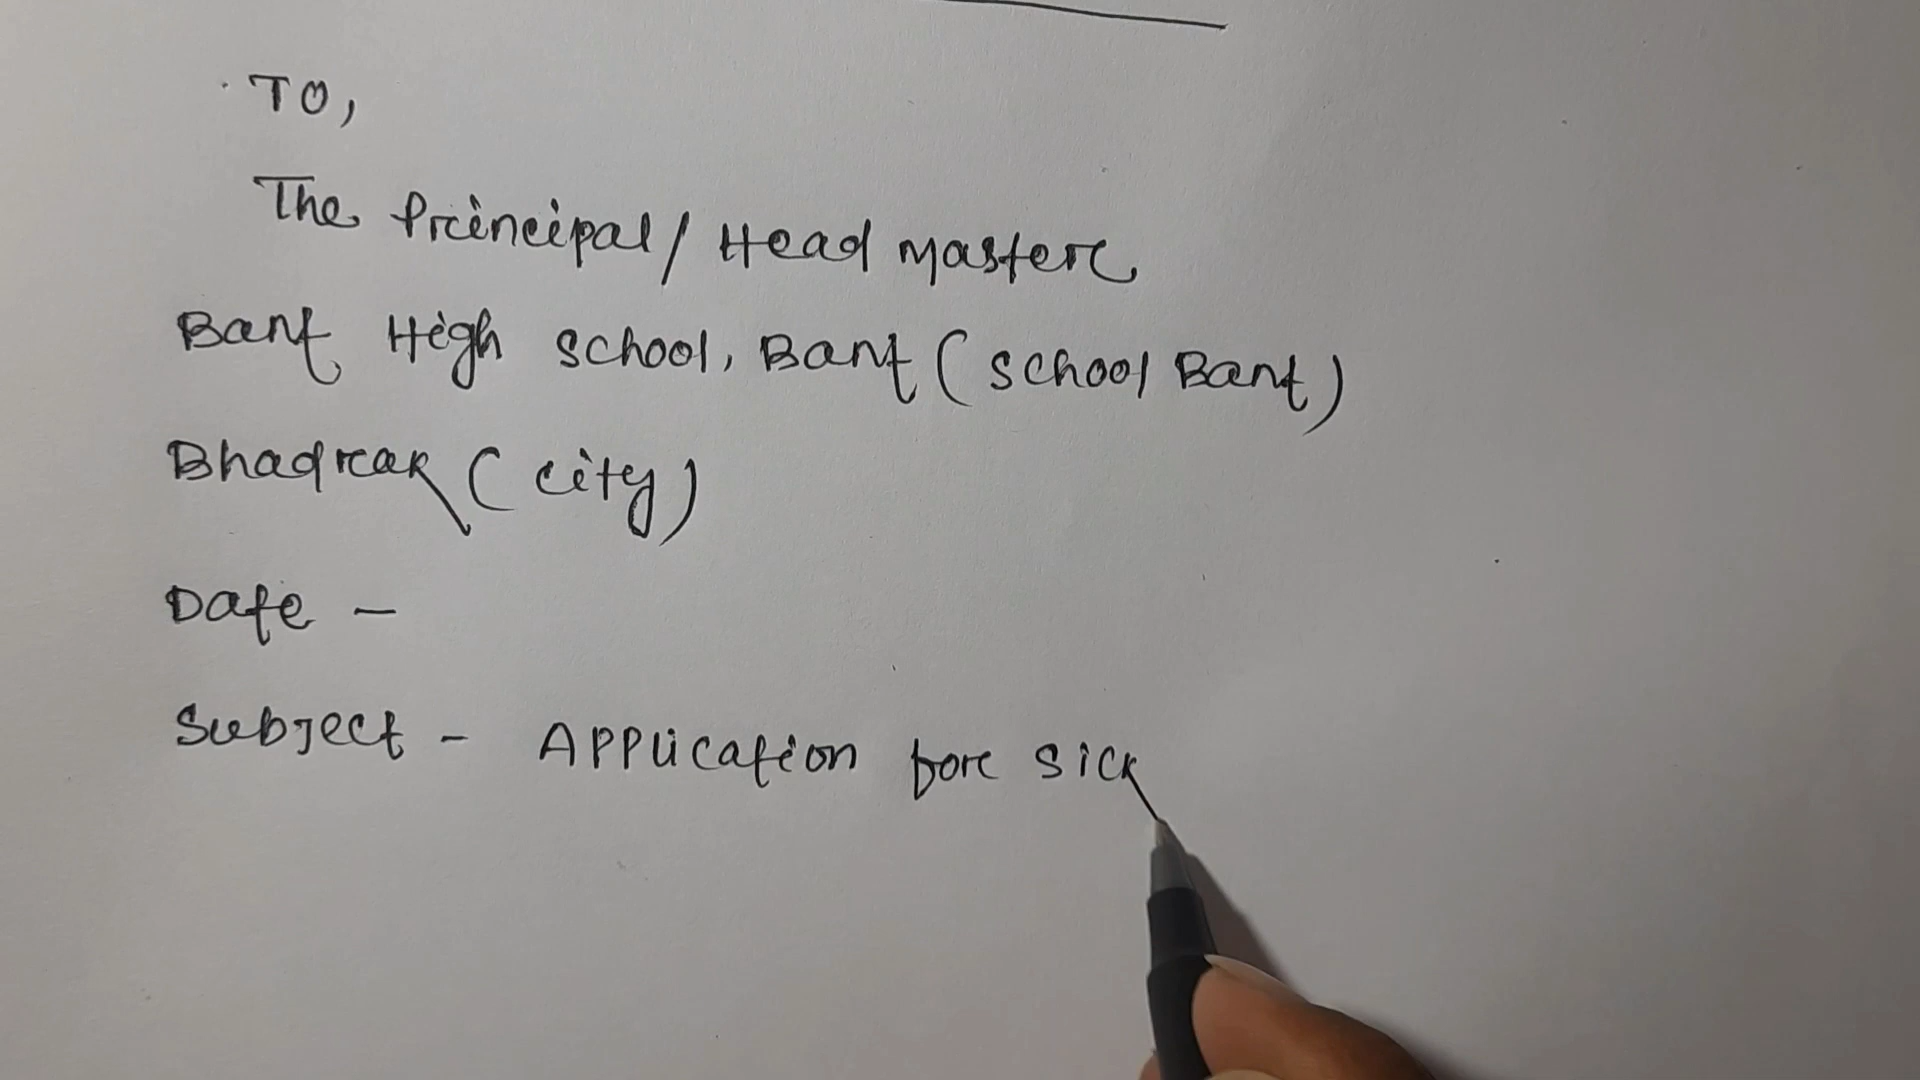 TO,
The Principal/Head Master
Bant High School, Bant (School Bant)
Bhadrak (City)
Date -
Subject - Application for Sick